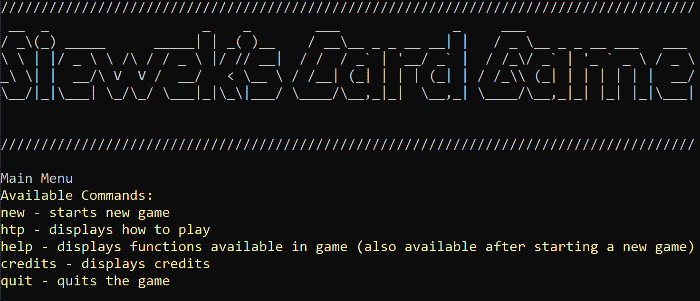 Siewek's Card Game
Main Menu
Available Commands:
new - starts new game
htp - displays how to play
help - displays functions available in game (also available after starting a new game)
credits - displays credits
quit - quits the game